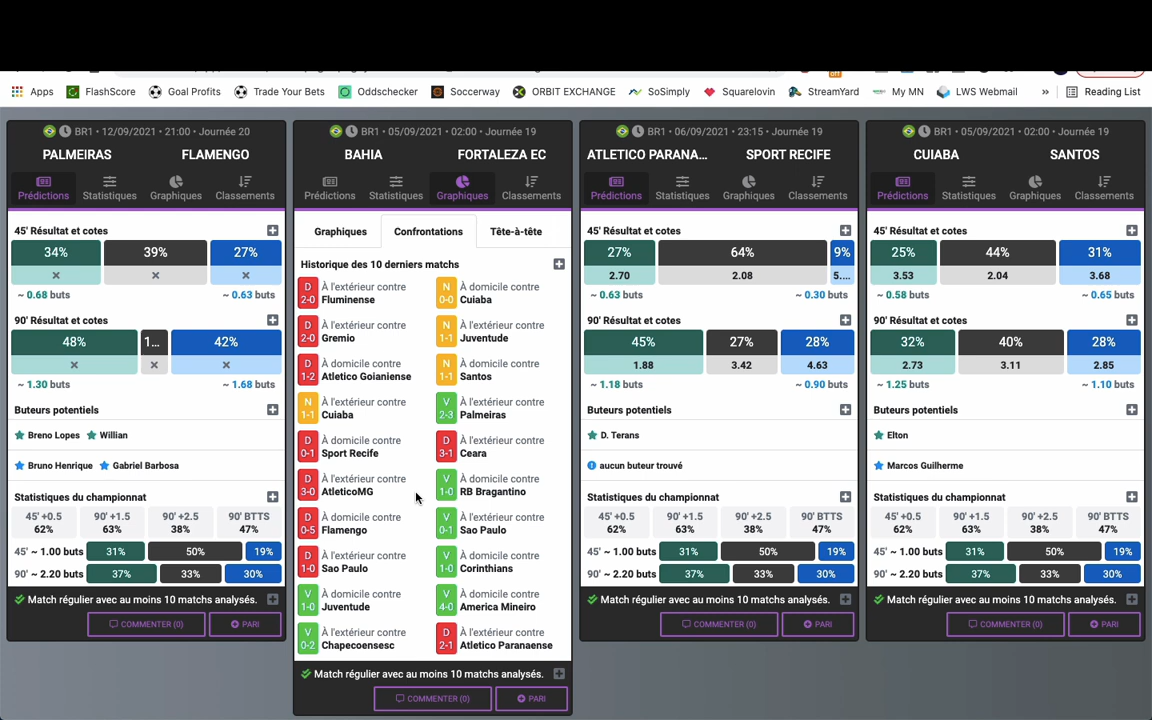 off
Apps FlashScore Goal Profits Trade Your Bets Oddschecker Soccerway ORBIT EXCHANGE SoSimply Squarelovin StreamYard My MN LWS Webmail » Reading List
BR1 • 12/09/2021 • 21:00 • Journée 20
PALMEIRAS FLAMENGO
Prédictions Statistiques Graphiques Classements
45' Résultat et cotes
34% 39% 27%
× × ×
~ 0.68 buts ~ 0.63 buts
90' Résultat et cotes
48% 1... 42%
× × ×
~ 1.30 buts ~ 1.68 buts
Buteurs potentiels
Breno Lopes Willian
Bruno Henrique Gabriel Barbosa
Statistiques du championnat
45' +0.5 90' +1.5 90' +2.5 90' BTTS
62% 63% 38% 47%
45' ~ 1.00 buts 31% 50% 19%
90' ~ 2.20 buts 37% 33% 30%
Match régulier avec au moins 10 matchs analysés.
COMMENTER (0) PARI
BR1 • 05/09/2021 • 02:00 • Journée 19
BAHIA FORTALEZA EC
Prédictions Statistiques Graphiques Classements
Graphiques Confrontations Tête-à-tête
Historique des 10 derniers matchs
D À l'extérieur contre N À domicile contre
2-0 Fluminense 0-0 Cuiaba
D À l'extérieur contre N À l'extérieur contre
2-0 Gremio 1-1 Juventude
D À domicile contre N À domicile contre
1-2 Atletico Goianiense 1-1 Santos
N À l'extérieur contre V À l'extérieur contre
1-1 Cuiaba 2-3 Palmeiras
D À domicile contre D À l'extérieur contre
0-1 Sport Recife 3-1 Ceara
D À l'extérieur contre V À domicile contre
3-0 AtleticoMG 1-0 RB Bragantino
D À domicile contre V À l'extérieur contre
0-5 Flamengo 0-1 Sao Paulo
D À l'extérieur contre V À domicile contre
1-0 Sao Paulo 1-0 Corinthians
V À domicile contre V À domicile contre
1-0 Juventude 4-0 America Mineiro
V À l'extérieur contre D À l'extérieur contre
0-2 Chapecoensesc 2-1 Atletico Paranaense
Match régulier avec au moins 10 matchs analysés.
COMMENTER (0) PARI
BR1 • 06/09/2021 • 23:15 • Journée 19
ATLETICO PARANA... SPORT RECIFE
Prédictions Statistiques Graphiques Classements
45' Résultat et cotes
27% 64% 9%
2.70 2.08 5....
~ 0.63 buts ~ 0.30 buts
90' Résultat et cotes
45% 27% 28%
1.88 3.42 4.63
~ 1.18 buts ~ 0.90 buts
Buteurs potentiels
D. Terans
aucun buteur trouvé
Statistiques du championnat
45' +0.5 90' +1.5 90' +2.5 90' BTTS
62% 63% 38% 47%
45' ~ 1.00 buts 31% 50% 19%
90' ~ 2.20 buts 37% 33% 30%
Match régulier avec au moins 10 matchs analysés.
COMMENTER (0) PARI
BR1 • 05/09/2021 • 02:00 • Journée 19
CUIABA SANTOS
Prédictions Statistiques Graphiques Classements
45' Résultat et cotes
25% 44% 31%
3.53 2.04 3.68
~ 0.58 buts ~ 0.65 buts
90' Résultat et cotes
32% 40% 28%
2.73 3.11 2.85
~ 1.25 buts ~ 1.10 buts
Buteurs potentiels
Elton
Marcos Guilherme
Statistiques du championnat
45' +0.5 90' +1.5 90' +2.5 90' BTTS
62% 63% 38% 47%
45' ~ 1.00 buts 31% 50% 19%
90' ~ 2.20 buts 37% 33% 30%
Match régulier avec au moins 10 matchs analysés.
COMMENTER (0) PARI